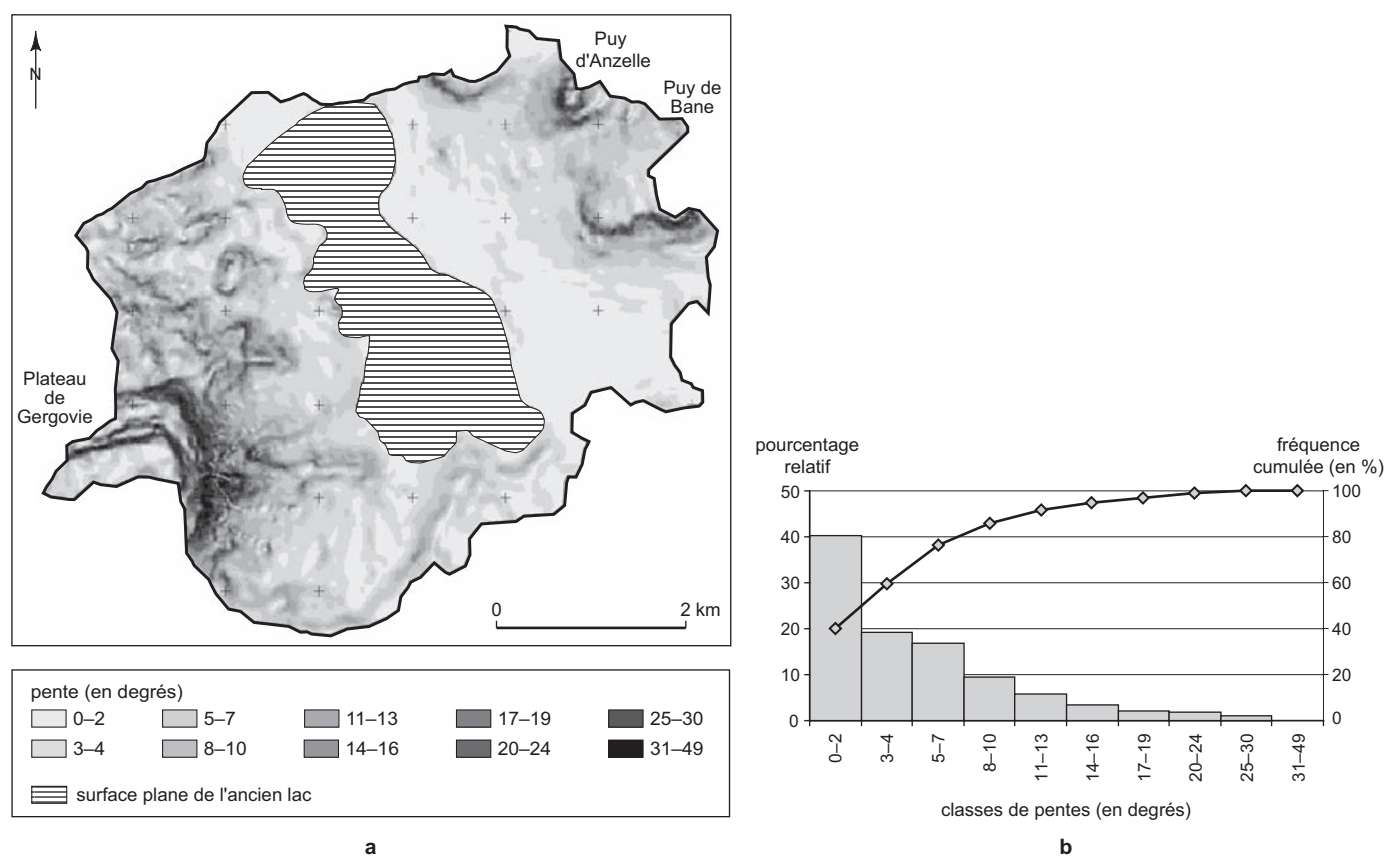 N
Puy
d'Anzelle
Puy de
Bane
Plateau
de
Gergovie
0 2 km
pente (en degrés)
0–2 5–7 11–13 17–19 25–30
3–4 8–10 14–16 20–24 31–49
surface plane de l'ancien lac
a
pourcentage
relatif
fréquence
cumulée (en %)
50 100
40 80
30 60
20 40
10 20
0 0
0–2 3–4 5–7 8–10 11–13 14–16 17–19 20–24 25–30 31–49
classes de pentes (en degrés)
b